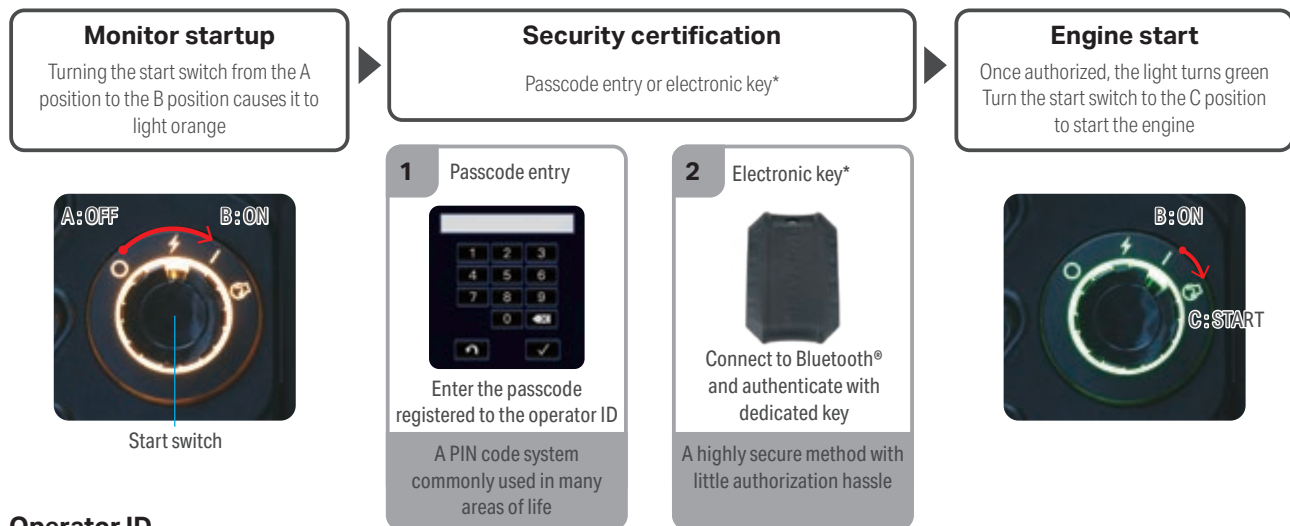 Monitor startup
Turning the start switch from the A
position to the B position causes it to
light orange
Security certification
Passcode entry or electronic key*
Engine start
Once authorized, the light turns green
Turn the start switch to the C position
to start the engine
A:OFF
B:ON
Start switch
1
Passcode entry
1 2 3
4 5 6
7 8 9
0
Enter the passcode
registered to the operator ID
A PIN code system
commonly used in many
areas of life
2
Electronic key*
Connect to Bluetooth®
and authenticate with
dedicated key
A highly secure method with
little authorization hassle
B:ON
C:START
Operator ID